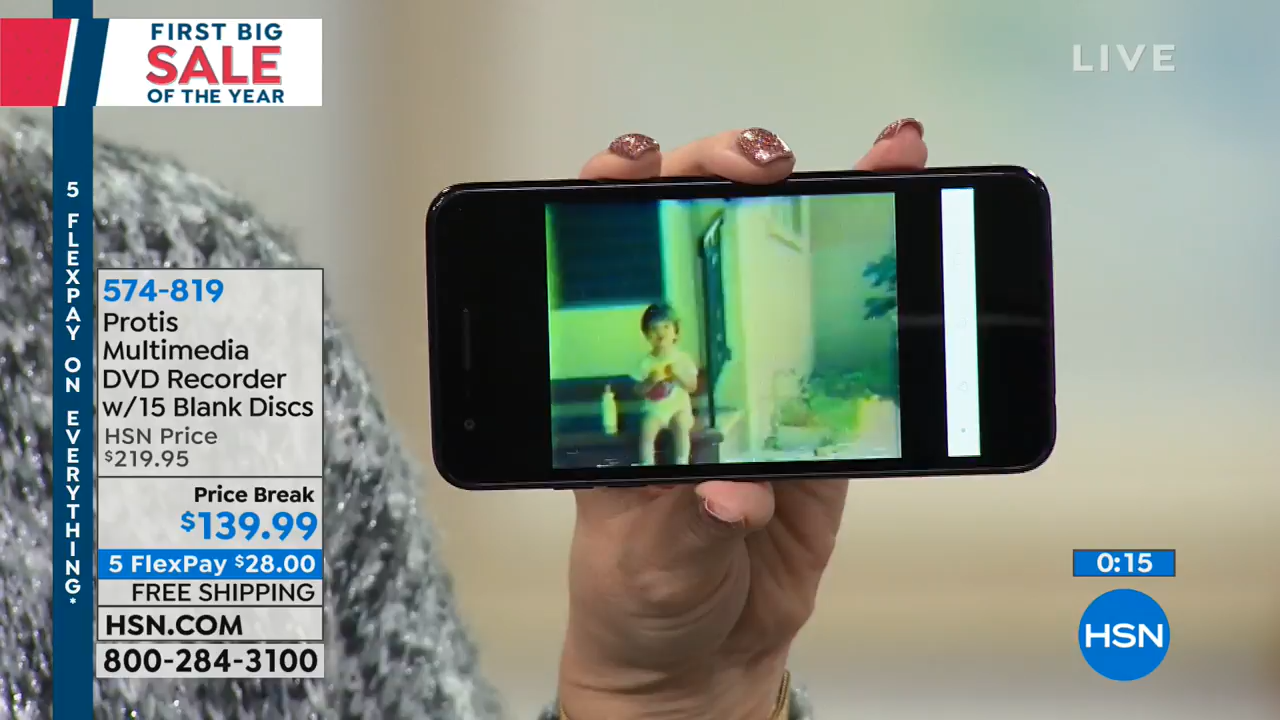 FIRST BIG
SALE
OF THE YEAR
LIVE
5 FLEXPAY ON EVERYTHING*
574-819
Protis
Multimedia
DVD Recorder
w/15 Blank Discs
HSN Price
$219.95
Price Break
$139.99
5 FlexPay $28.00
FREE SHIPPING
HSN.COM
800-284-3100
0:15
HSN